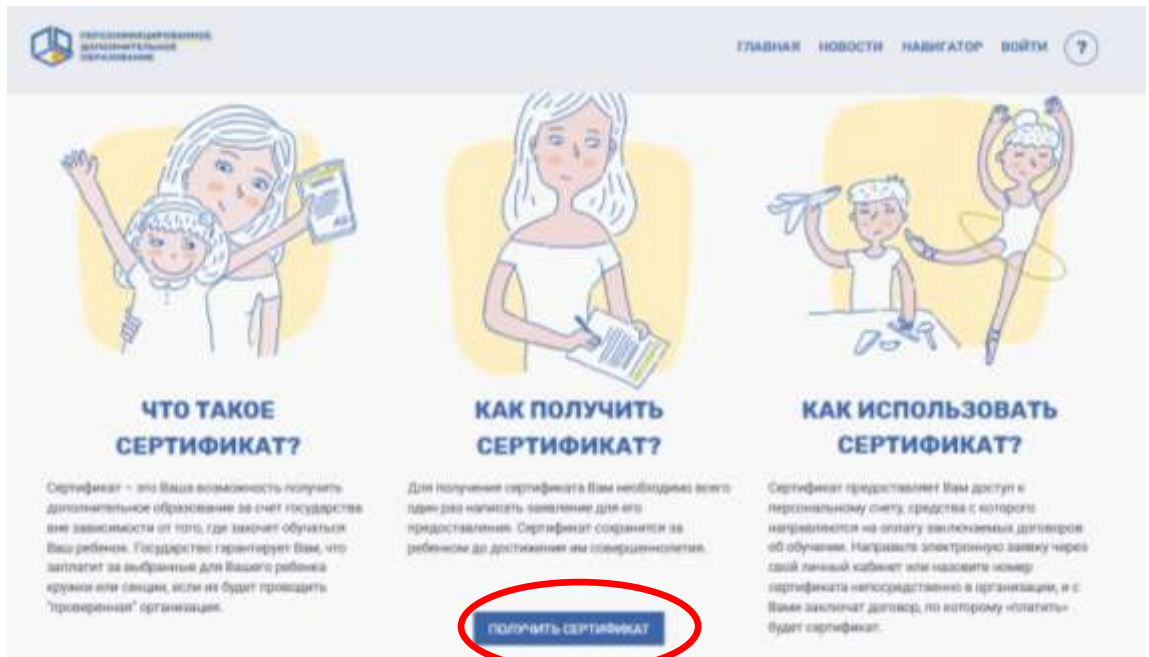 ПЕРСОНИФИЦИРОВАННОЕ
ДОПОЛНИТЕЛЬНОЕ
ОБРАЗОВАНИЕ
ГЛАВНАЯ НОВОСТИ НАВИГАТОР ВОЙТИ ?
ЧТО ТАКОЕ
СЕРТИФИКАТ?
Сертификат – это Ваша возможность получить
дополнительное образование за счет государства
вне зависимости от того, где захочет обучаться
Ваш ребенок. Государство гарантирует Вам, что
заплатит за выбранные для Вашего ребенка
кружки или секции, если их будет проводить
"проверенная" организация.
КАК ПОЛУЧИТЬ
СЕРТИФИКАТ?
Для получения сертификата Вам необходимо всего
один раз написать заявление для его
предоставления. Сертификат сохранится за
ребенком до достижения им совершеннолетия.
ПОЛУЧИТЬ СЕРТИФИКАТ
КАК ИСПОЛЬЗОВАТЬ
СЕРТИФИКАТ?
Сертификат предоставляет Вам доступ к
персональному счету, средства с которого
направляются на оплату заключаемых договоров
об обучении. Направьте электронную заявку через
свой личный кабинет или назовите номер
сертификата непосредственно в организации, и с
Вами заключат договор, по которому «платить»
будет сертификат.